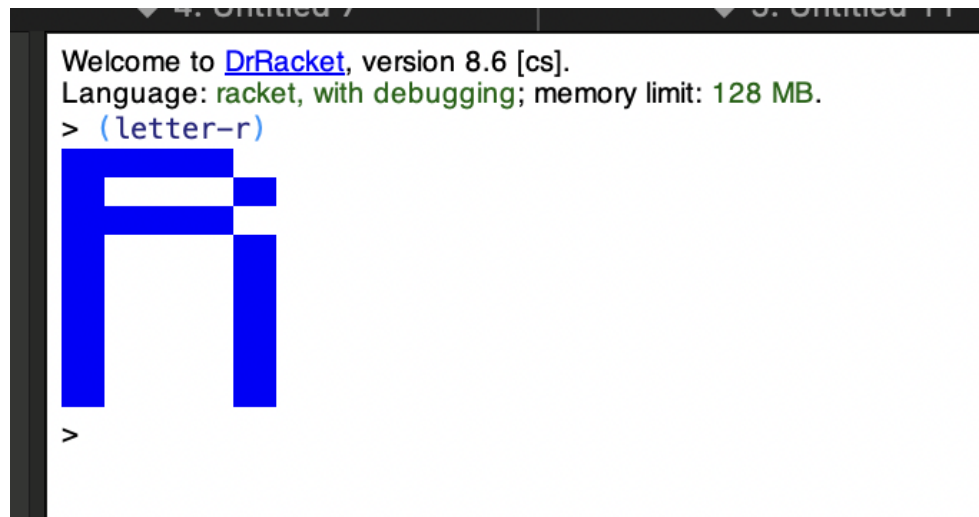 Welcome to DrRacket, version 8.6 [cs].
Language: racket, with debugging; memory limit: 128 MB.
> (letter-r)
>